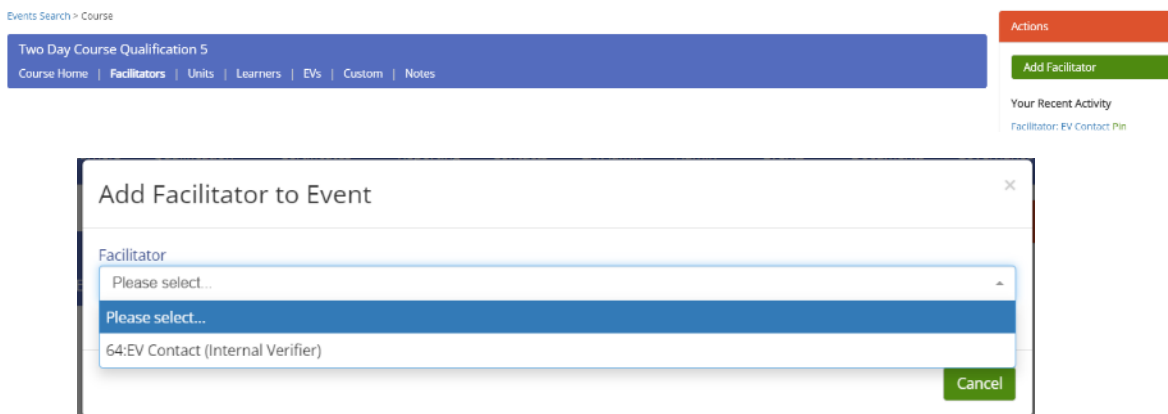 Events Search > Course
Two Day Course Qualification 5
Course Home | Facilitators | Units | Learners | EVs | Custom | Notes
Actions
Add Facilitator
Your Recent Activity
Facilitator: EV Contact Pin
Add Facilitator to Event
×
Facilitator
Please select...
Please select...
64:EV Contact (Internal Verifier)
Cancel